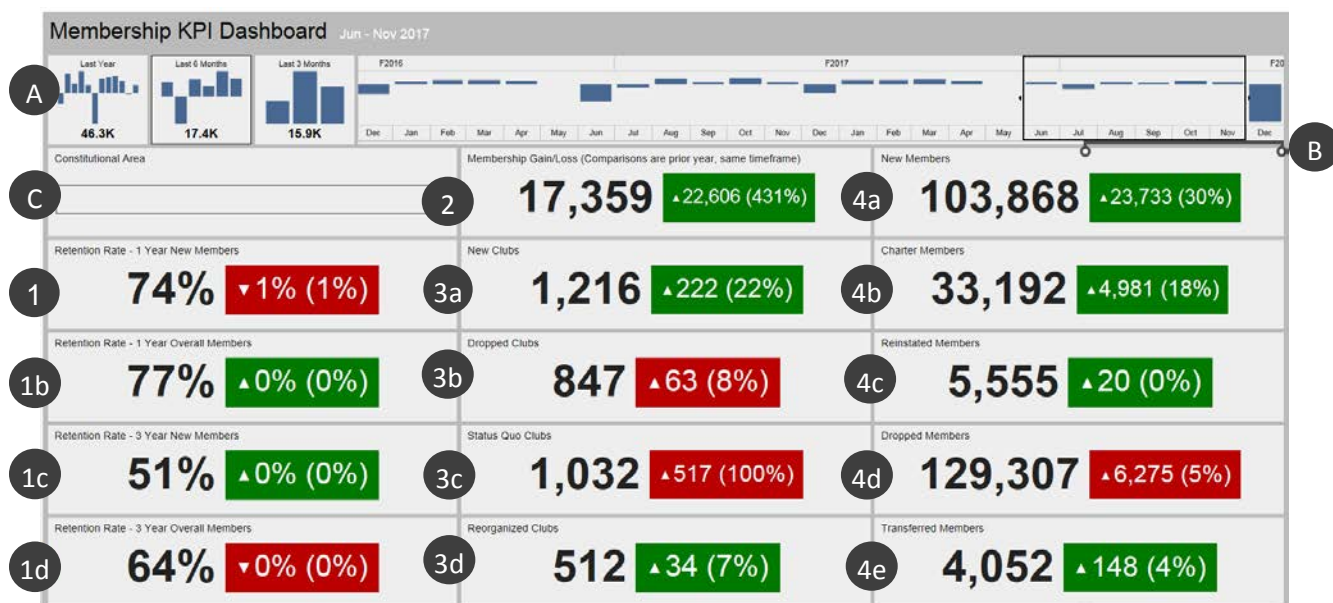 Membership KPI Dashboard Jun - Nov 2017
A
Last Year
46.3K
Last 6 Months
17.4K
Last 3 Months
15.9K
F2016 F2017 F20
Dec Jan Feb Mar Apr May Jun Jul Aug Sep Oct Nov Dec Jan Feb Mar Apr May Jun Jul Aug Sep Oct Nov Dec
B
C
Constitutional Area
2
Membership Gain/Loss (Comparisons are prior year, same timeframe)
17,359 ▲22,606 (431%)
4a
New Members
103,868 ▲23,733 (30%)
1
Retention Rate - 1 Year New Members
74% ▼1% (1%)
3a
New Clubs
1,216 ▲222 (22%)
4b
Charter Members
33,192 ▲4,981 (18%)
1b
Retention Rate - 1 Year Overall Members
77% ▲0% (0%)
3b
Dropped Clubs
847 ▲63 (8%)
4c
Reinstated Members
5,555 ▲20 (0%)
1c
Retention Rate - 3 Year New Members
51% ▲0% (0%)
3c
Status Quo Clubs
1,032 ▲517 (100%)
4d
Dropped Members
129,307 ▲6,275 (5%)
1d
Retention Rate - 3 Year Overall Members
64% ▼0% (0%)
3d
Reorganized Clubs
512 ▲34 (7%)
4e
Transferred Members
4,052 ▲148 (4%)